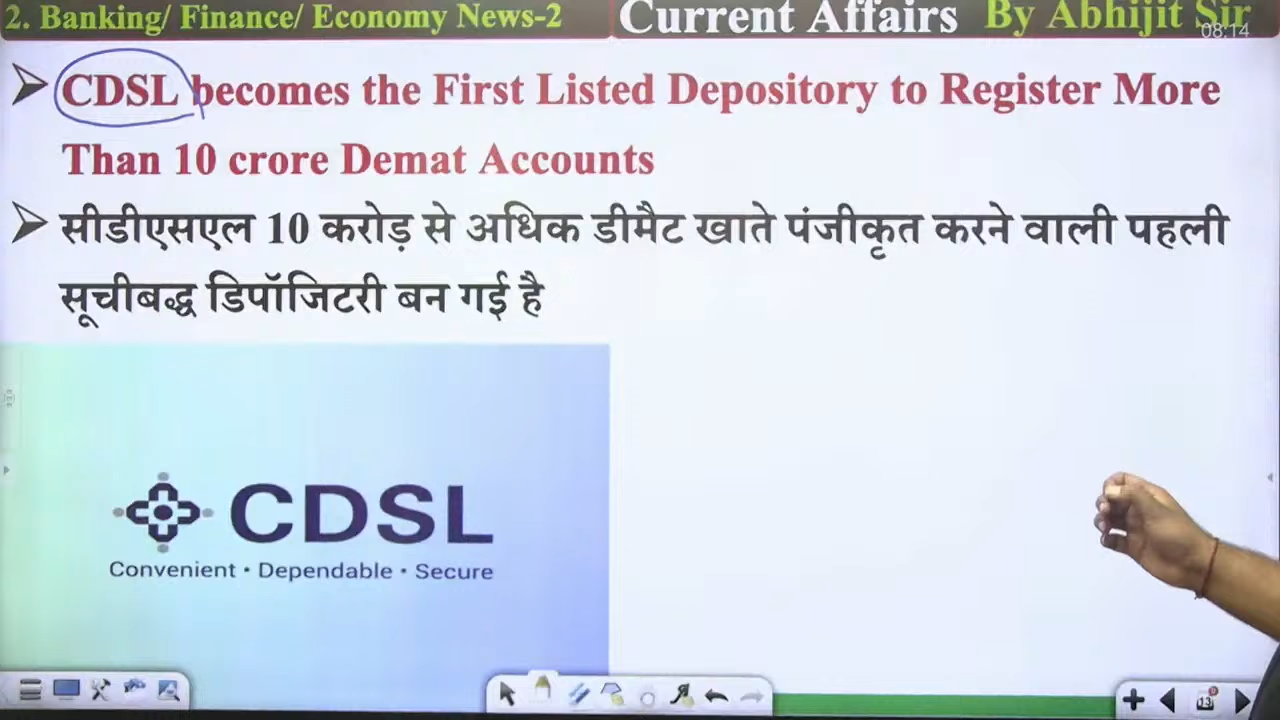 2. Banking/ Finance/ Economy News-2
Current Affairs By Abhijit Sir
08:14
CDSL becomes the First Listed Depository to Register More
Than 10 crore Demat Accounts
सीडीएसएल 10 करोड़ से अधिक डीमैट खाते पंजीकृत करने वाली पहली
सूचीबद्ध डिपॉजिटरी बन गई है
CDSL
Convenient • Dependable • Secure
13